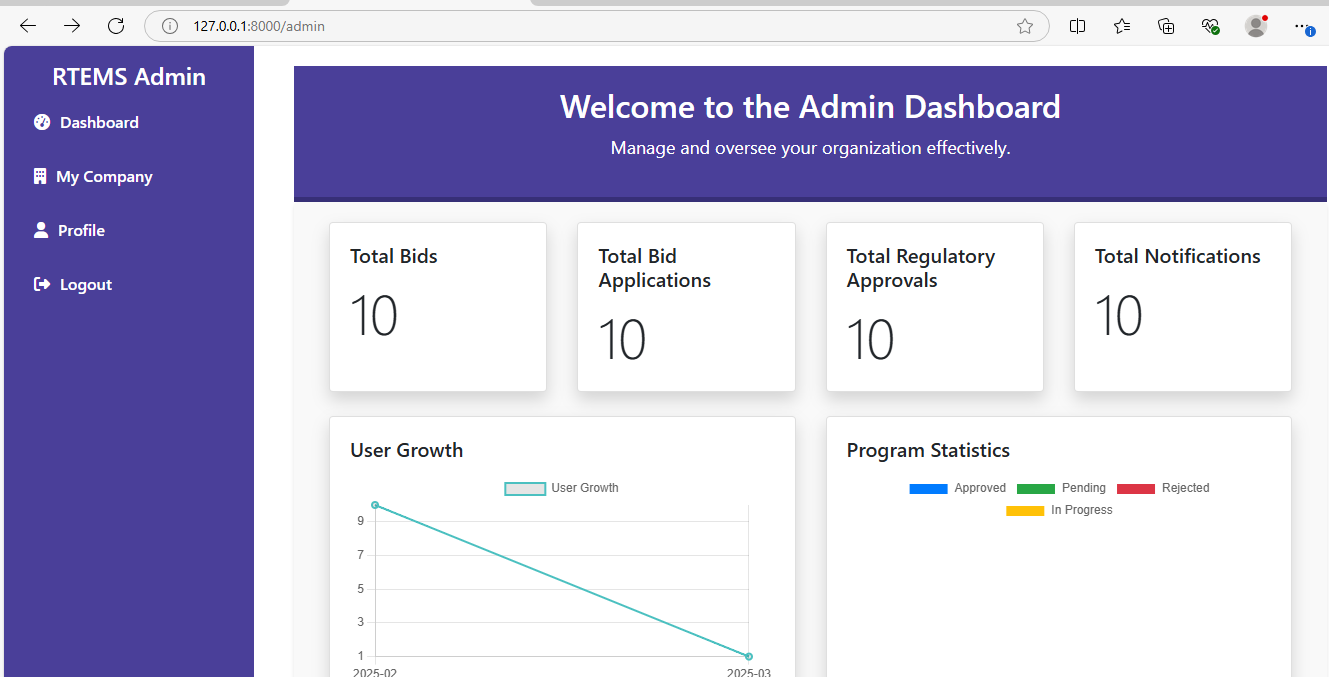 127.0.0.1:8000/admin
RTEMS Admin
Dashboard
My Company
Profile
Logout
Welcome to the Admin Dashboard
Manage and oversee your organization effectively.
Total Bids
10
Total Bid
Applications
10
Total Regulatory
Approvals
10
Total Notifications
10
User Growth
User Growth
9
7
5
3
1
2025-02 2025-03
Program Statistics
Approved Pending Rejected
In Progress